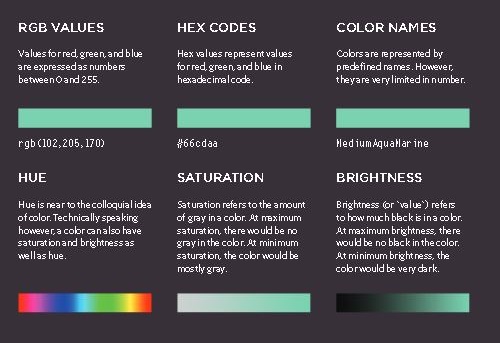 RGB VALUES
Values for red, green, and blue
are expressed as numbers
between 0 and 255.
rgb(102,205,170)
HEX CODES
Hex values represent values
for red, green, and blue in
hexadecimal code.
#66cdaa
COLOR NAMES
Colors are represented by
predefined names. However,
they are very limited in number.
MediumAquaMarine
HUE
Hue is near to the colloquial idea
of color. Technically speaking
however, a color can also have
saturation and brightness as
well as hue.
SATURATION
Saturation refers to the amount
of gray in a color. At maximum
saturation, there would be no
gray in the color. At minimum
saturation, the color would be
mostly gray.
BRIGHTNESS
Brightness (or 'value') refers
to how much black is in a color.
At maximum brightness, there
would be no black in the color.
At minimum brightness, the
color would be very dark.